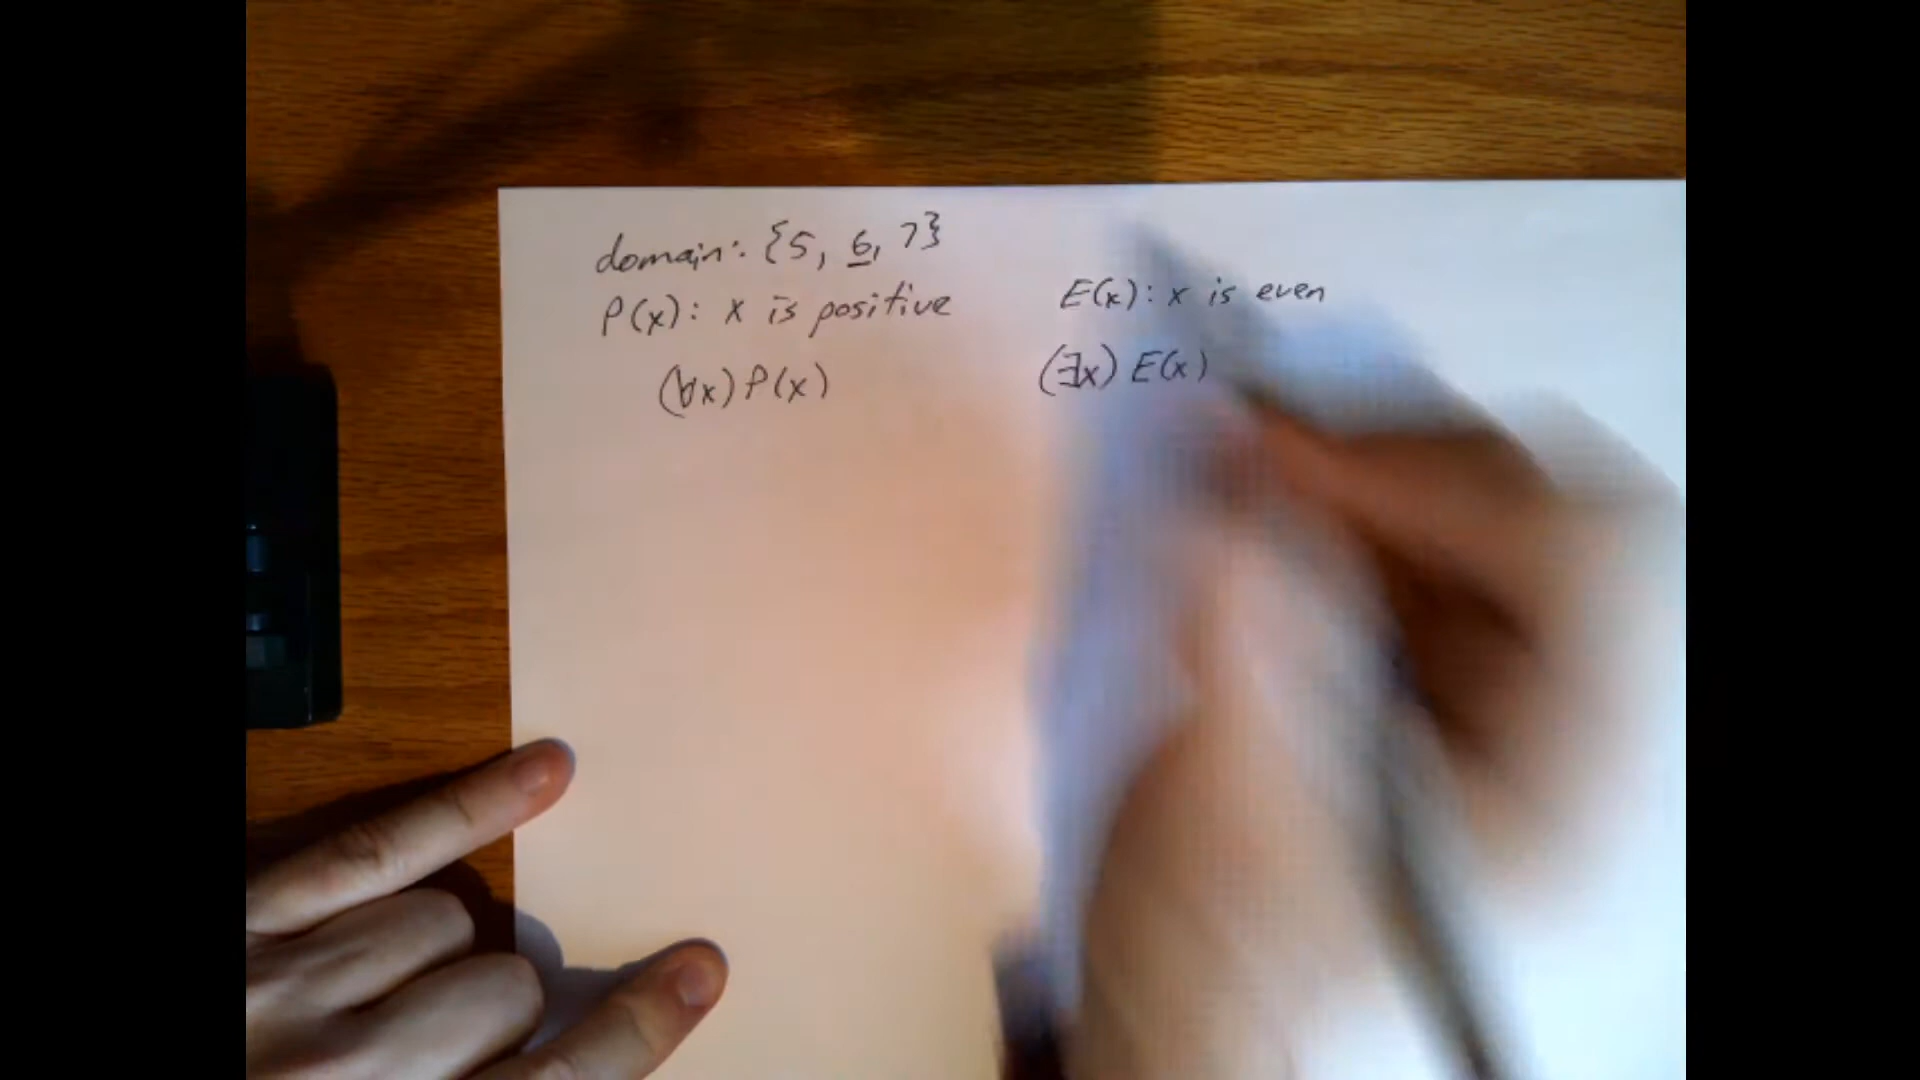 domain: {5, 6, 7}
P(x): x is positive
(∀x) P(x)
E(x): x is even
(∃x) E(x)